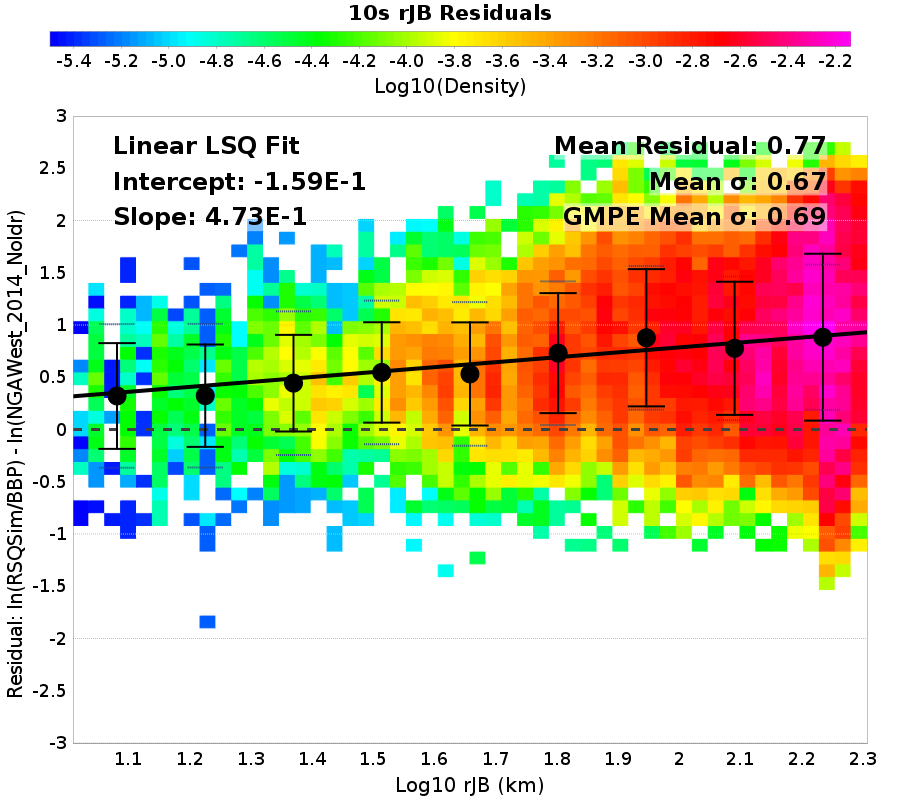 10s rJB Residuals
-5.4 -5.2 -5.0 -4.8 -4.6 -4.4 -4.2 -4.0 -3.8 -3.6 -3.4 -3.2 -3.0 -2.8 -2.6 -2.4 -2.2
Log10(Density)
Linear LSQ Fit
Intercept: -1.59E-1
Slope: 4.73E-1
Mean Residual: 0.77
Mean σ: 0.67
GMPE Mean σ: 0.69
Residual: ln(RSQSim/BBP) - ln(NGAWest_2014_NoIdr)
3
2.5
2
1.5
1
0.5
0
-0.5
-1
-1.5
-2
-2.5
-3
1.1 1.2 1.3 1.4 1.5 1.6 1.7 1.8 1.9 2 2.1 2.2 2.3
Log10 rJB (km)